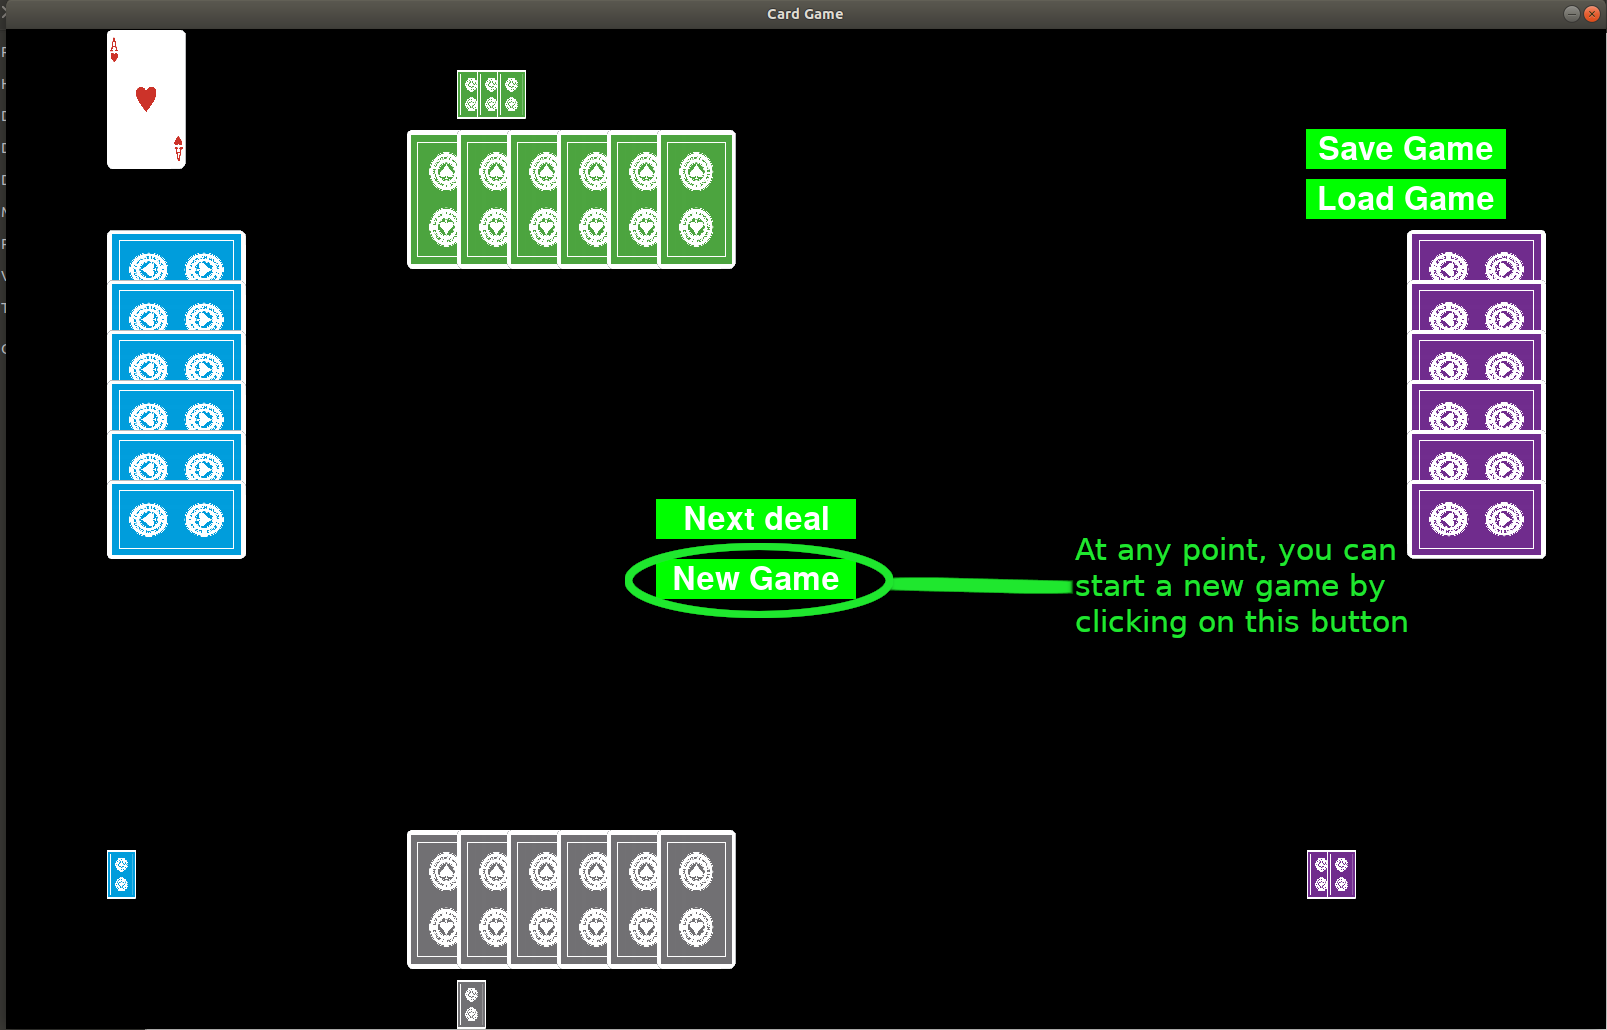 Card Game
A
A
Save Game
Load Game
Next deal
New Game
At any point, you can
start a new game by
clicking on this button